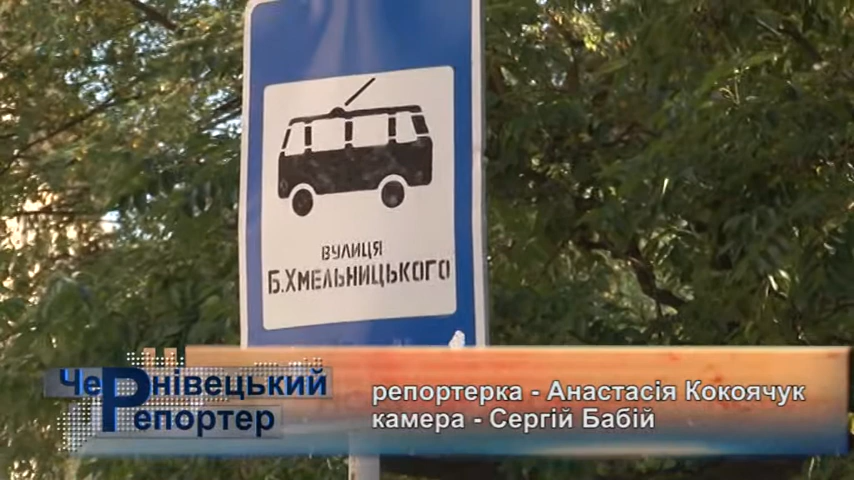 ВУЛИЦЯ
Б.ХМЕЛЬНИЦЬКОГО
Чернівецький
Репортер
репортерка - Анастасія Кокоячук
камера - Сергій Бабій